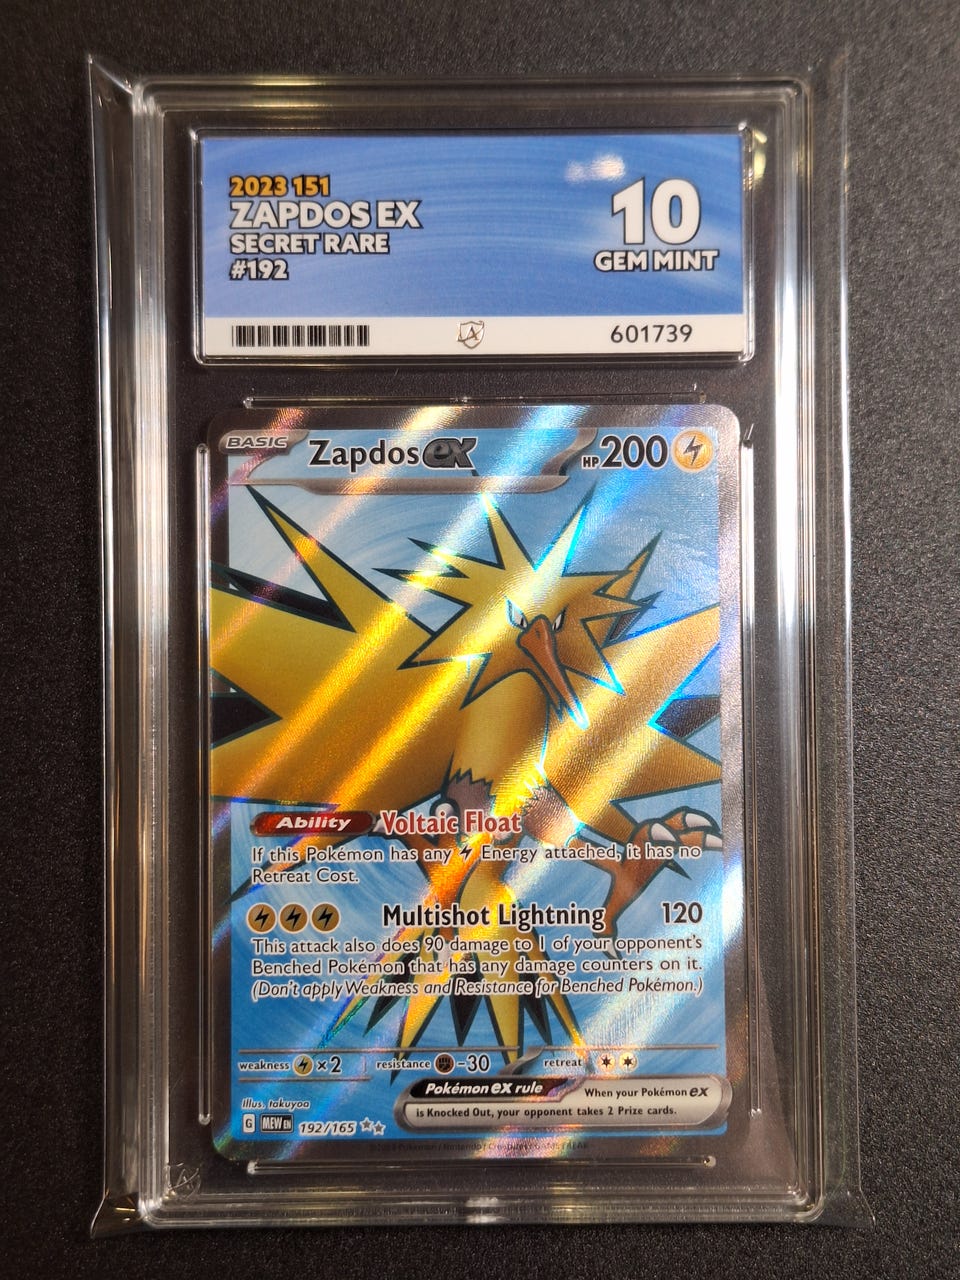 2023 151
ZAPDOS EX
SECRET RARE
#192
10
GEM MINT
601739
BASIC
Zapdos ex
HP 200
Ability Voltaic Float
If this Pokémon has any Energy attached, it has no
Retreat Cost.
Multishot Lightning 120
This attack also does 90 damage to 1 of your opponent's
Benched Pokémon that has any damage counters on it.
(Don't apply Weakness and Resistance for Benched Pokémon.)
weakness ×2 resistance -30 retreat
Pokémon ex rule When your Pokémon ex
is Knocked Out, your opponent takes 2 Prize cards.
Illus. takuyoa
G MEW EN 192/165